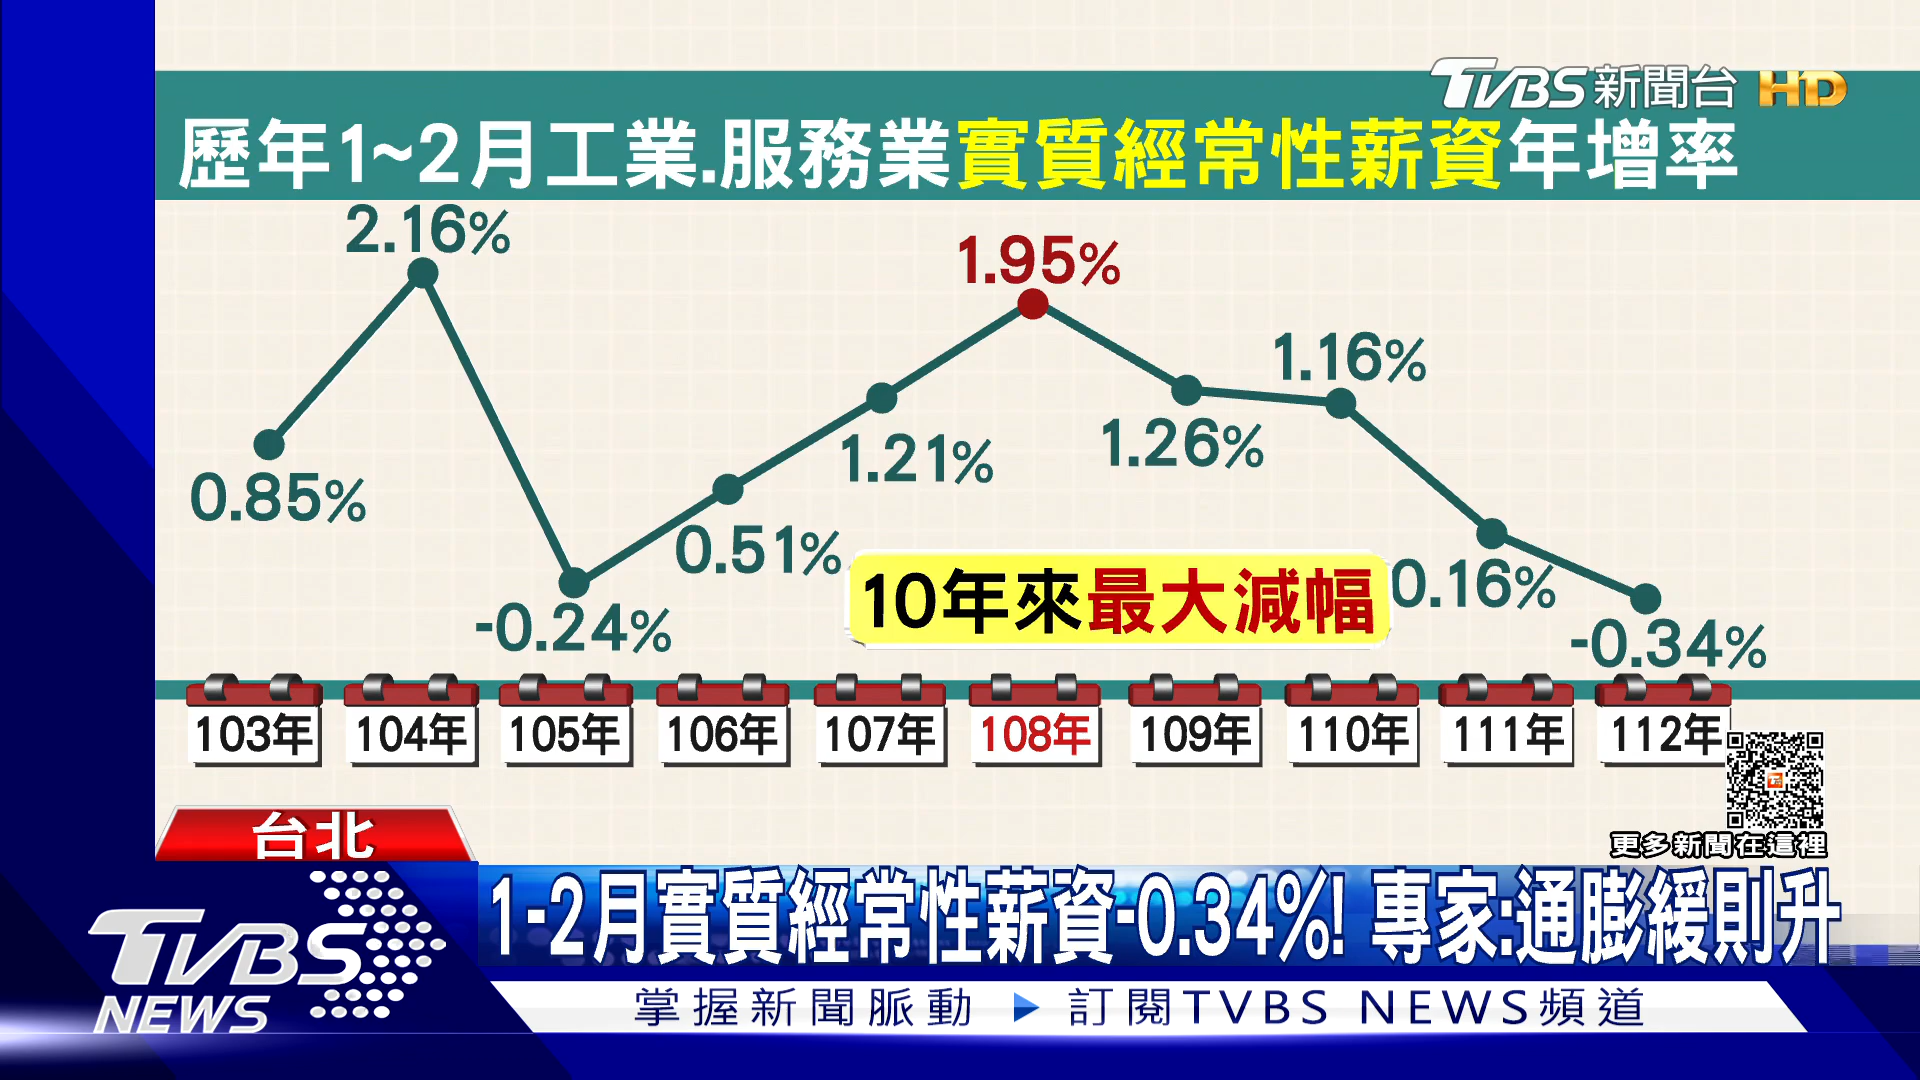 TVBS新聞台 HD
歷年1~2月工業.服務業實質經常性薪資年增率
2.16%
1.95%
1.16%
0.85%
1.21%
1.26%
0.51%
-0.24%
10年來最大減幅
0.16%
-0.34%
103年 104年 105年 106年 107年 108年 109年 110年 111年 112年
更多新聞在這裡
台北
1-2月實質經常性薪資-0.34%! 專家:通膨緩則升
TVBS
NEWS
掌握新聞脈動 ▶ 訂閱TVBS NEWS頻道